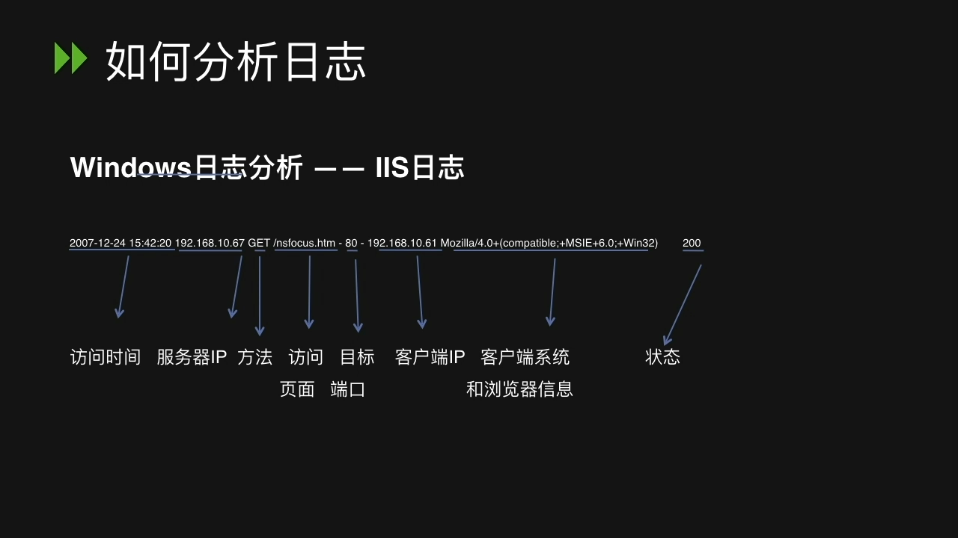 如何分析日志
Windows日志分析 —— IIS日志
2007-12-24 15:42:20 192.168.10.67 GET /nsfocus.htm - 80 - 192.168.10.61 Mozilla/4.0+(compatible;+MSIE+6.0;+Win32) 200
访问时间 服务器IP 方法 访问 目标 客户端IP 客户端系统 状态
页面 端口 和浏览器信息